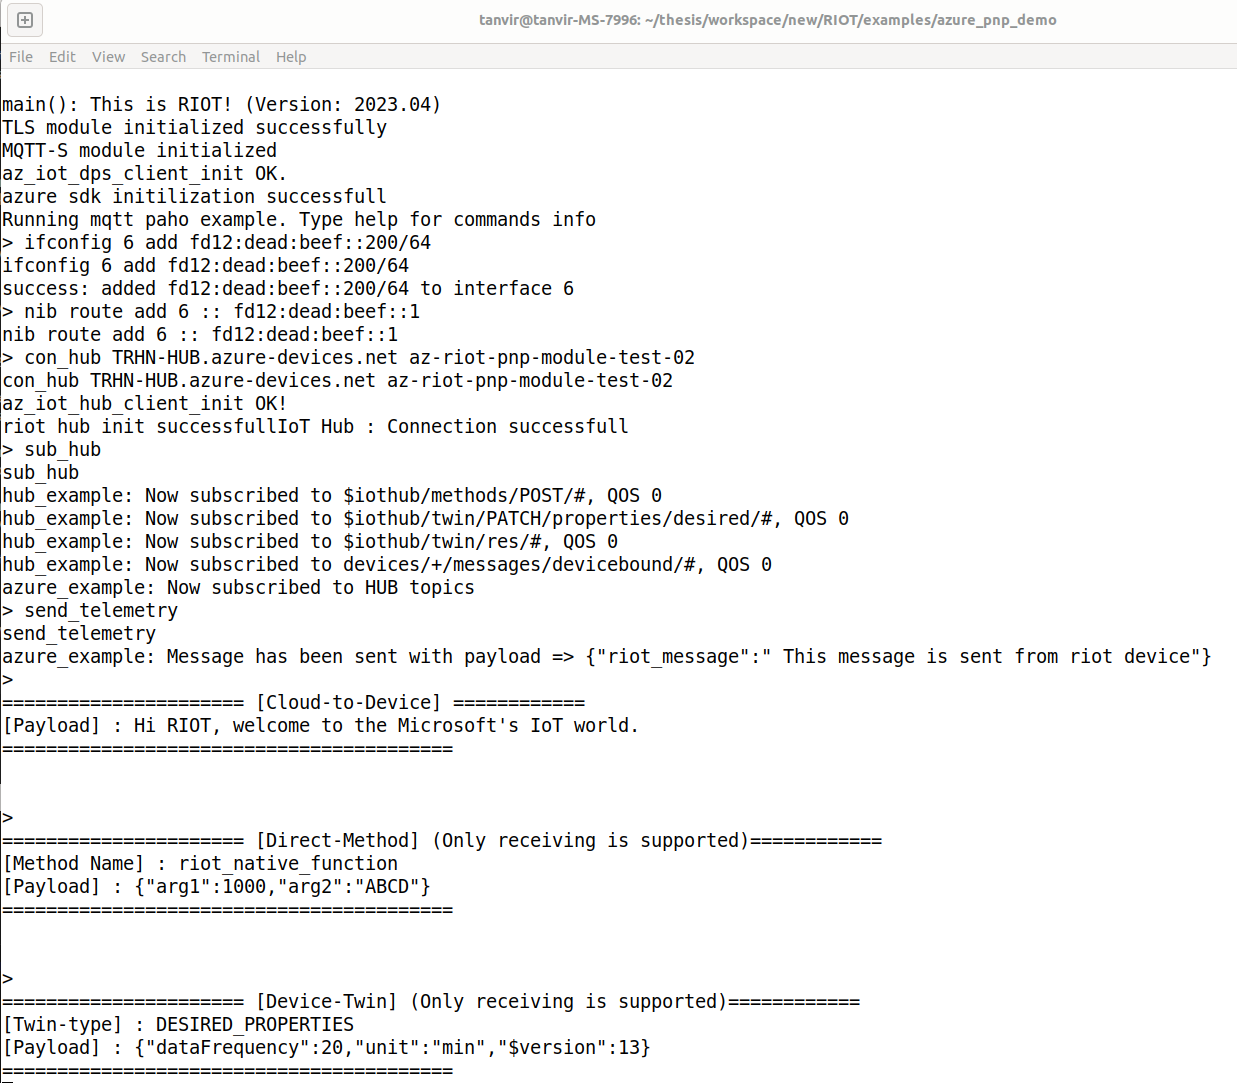 tanvir@tanvir-MS-7996: ~/thesis/workspace/new/RIOT/examples/azure_pnp_demo
File Edit View Search Terminal Help
main(): This is RIOT! (Version: 2023.04)
TLS module initialized successfully
MQTT-S module initialized
az_iot_dps_client_init OK.
azure sdk initilization successfull
Running mqtt paho example. Type help for commands info
> ifconfig 6 add fd12:dead:beef::200/64
ifconfig 6 add fd12:dead:beef::200/64
success: added fd12:dead:beef::200/64 to interface 6
> nib route add 6 :: fd12:dead:beef::1
nib route add 6 :: fd12:dead:beef::1
> con_hub TRHN-HUB.azure-devices.net az-riot-pnp-module-test-02
con_hub TRHN-HUB.azure-devices.net az-riot-pnp-module-test-02
az_iot_hub_client_init OK!
riot hub init successfullIoT Hub : Connection successfull
> sub_hub
sub_hub
hub_example: Now subscribed to $iothub/methods/POST/#, QOS 0
hub_example: Now subscribed to $iothub/twin/PATCH/properties/desired/#, QOS 0
hub_example: Now subscribed to $iothub/twin/res/#, QOS 0
hub_example: Now subscribed to devices/+/messages/devicebound/#, QOS 0
azure_example: Now subscribed to HUB topics
> send_telemetry
send_telemetry
azure_example: Message has been sent with payload => {"riot_message":" This message is sent from riot device"}
>
====================== [Cloud-to-Device] ============
[Payload] : Hi RIOT, welcome to the Microsoft's IoT world.
=========================================
>
====================== [Direct-Method] (Only receiving is supported)============
[Method Name] : riot_native_function
[Payload] : {"arg1":1000,"arg2":"ABCD"}
=========================================
>
====================== [Device-Twin] (Only receiving is supported)============
[Twin-type] : DESIRED_PROPERTIES
[Payload] : {"dataFrequency":20,"unit":"min","$version":13}
=========================================